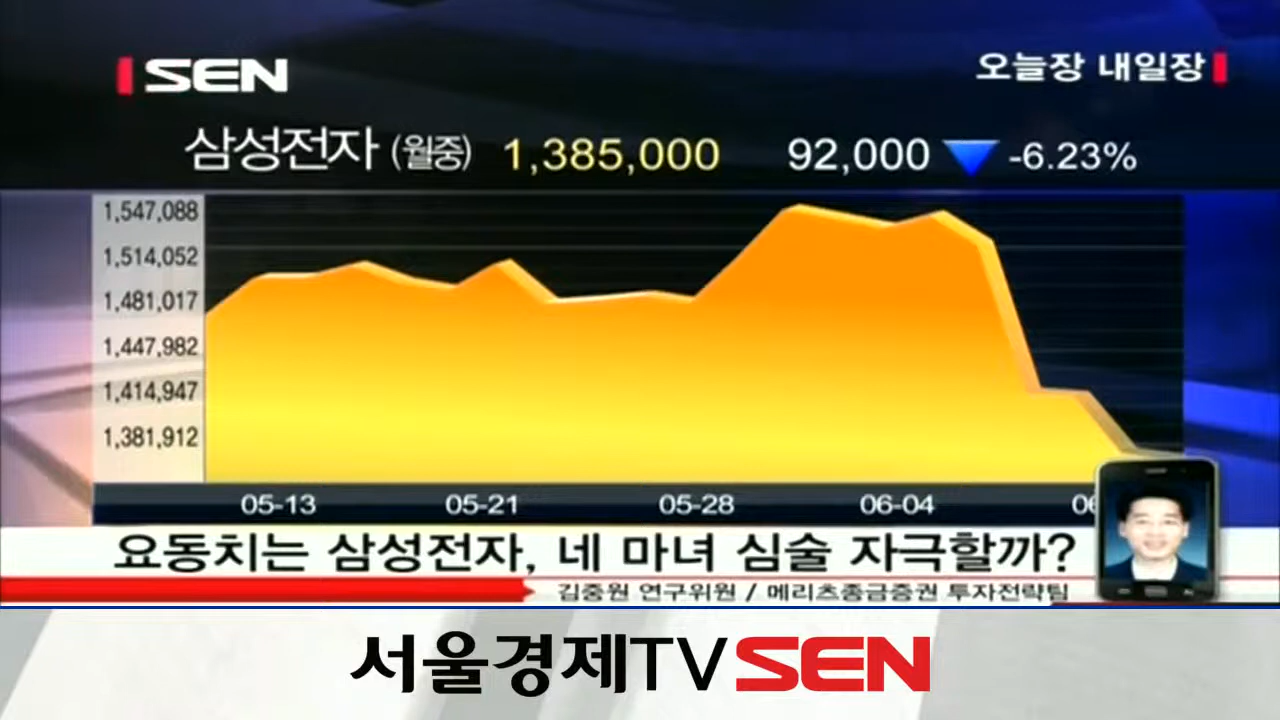 SEN
오늘장 내일장
삼성전자 (월중) 1,385,000 92,000 ▼ -6.23%
1,547,088
1,514,052
1,481,017
1,447,982
1,414,947
1,381,912
05-13 05-21 05-28 06-04
요동치는 삼성전자, 네 마녀 심술 자극할까?
김중원 연구위원 / 메리츠종금증권 투자전략팀
서울경제TV SEN